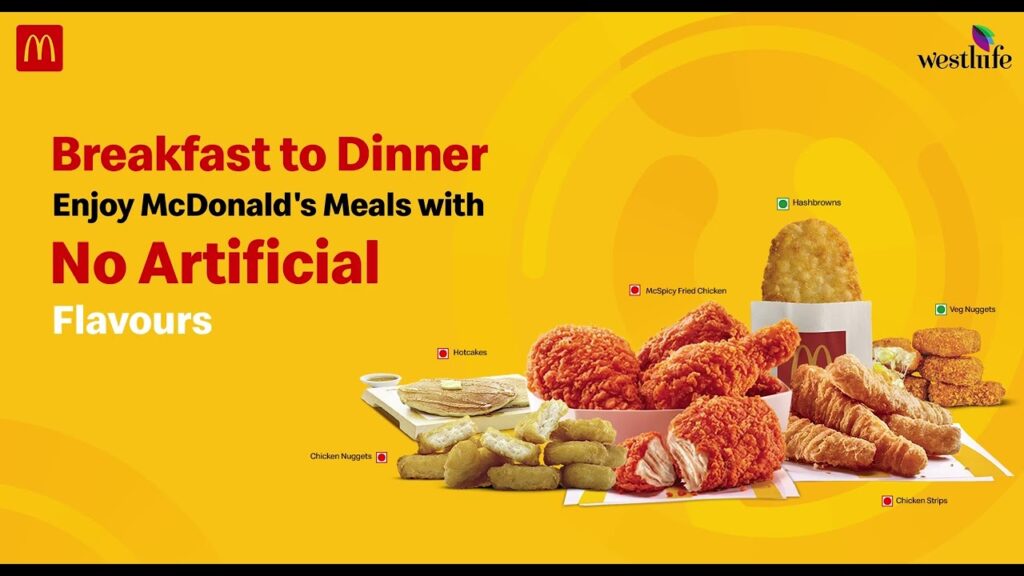 westlife
Breakfast to Dinner
Enjoy McDonald's Meals with
No Artificial
Flavours
Hashbrowns
McSpicy Fried Chicken
Veg Nuggets
Hotcakes
Chicken Nuggets
Chicken Strips